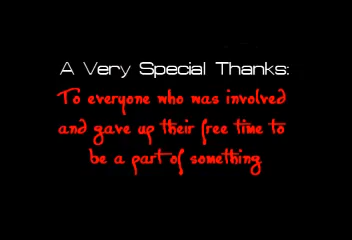 A Very Special Thanks:
To everyone who was involved
and gave up their free time to
be a part of something